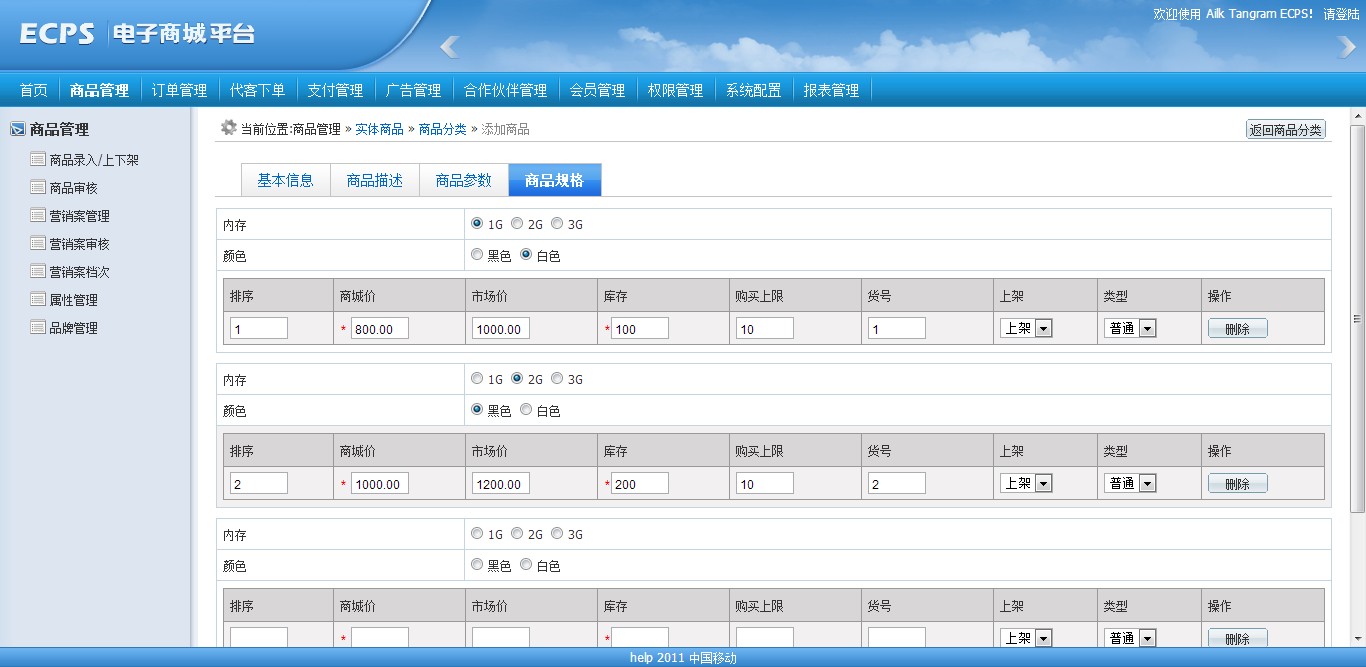 ECPS 电子商城平台
欢迎使用 Ailk Tangram ECPS! 请登陆
首页 商品管理 订单管理 代客下单 支付管理 广告管理 合作伙伴管理 会员管理 权限管理 系统配置 报表管理
商品管理
商品录入/上下架
商品审核
营销案管理
营销案审核
营销案档次
属性管理
品牌管理
当前位置:商品管理 » 实体商品 » 商品分类 » 添加商品
返回商品分类
基本信息 商品描述 商品参数 商品规格
内存 1G 2G 3G
颜色 黑色 白色
排序 商城价 市场价 库存 购买上限 货号 上架 类型 操作
1 * 800.00 1000.00 * 100 10 1 上架 普通 删除
内存 1G 2G 3G
颜色 黑色 白色
排序 商城价 市场价 库存 购买上限 货号 上架 类型 操作
2 * 1000.00 1200.00 * 200 10 2 上架 普通 删除
内存 1G 2G 3G
颜色 黑色 白色
排序 商城价 市场价 库存 购买上限 货号 上架 类型 操作
* * 上架 普通 删除
help 2011 中国移动